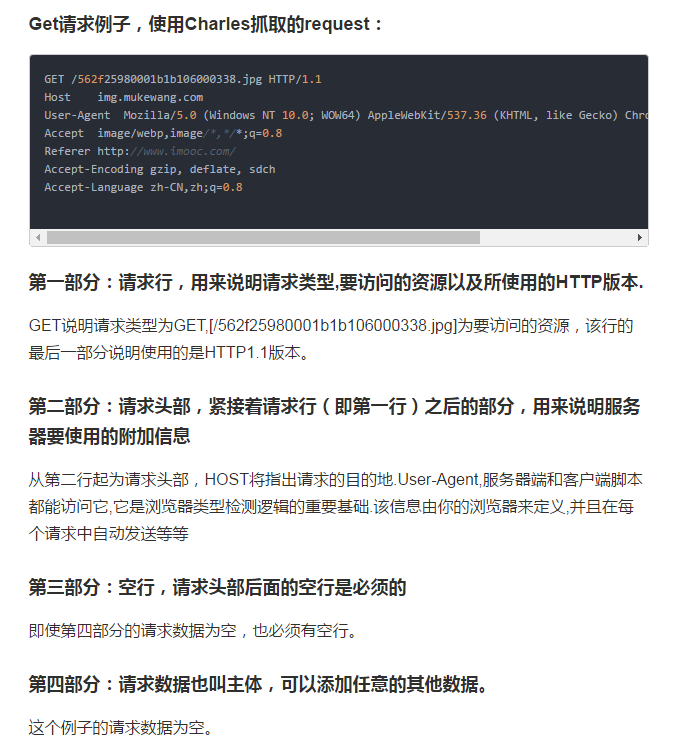 Get请求例子，使用Charles抓取的request：
GET /562f25980001b1b106000338.jpg HTTP/1.1
Host    img.mukewang.com
User-Agent  Mozilla/5.0 (Windows NT 10.0; WOW64) AppleWebKit/537.36 (KHTML, like Gecko)
Accept  image/webp,image/*,*/*;q=0.8
Referer http://www.imooc.com/
Accept-Encoding gzip, deflate, sdch
Accept-Language zh-CN,zh;q=0.8
第一部分：请求行，用来说明请求类型,要访问的资源以及所使用的HTTP版本.
GET说明请求类型为GET,[/562f25980001b1b106000338.jpg]为要访问的资源，该行的
最后一部分说明使用的是HTTP1.1版本。
第二部分：请求头部，紧接着请求行（即第一行）之后的部分，用来说明服务
器要使用的附加信息
从第二行起为请求头部，HOST将指出请求的目的地.User-Agent,服务器端和客户端脚本
都能访问它,它是浏览器类型检测逻辑的重要基础.该信息由你的浏览器来定义,并且在每
个请求中自动发送等等
第三部分：空行，请求头部后面的空行是必须的
即使第四部分的请求数据为空，也必须有空行。
第四部分：请求数据也叫主体，可以添加任意的其他数据。
这个例子的请求数据为空。